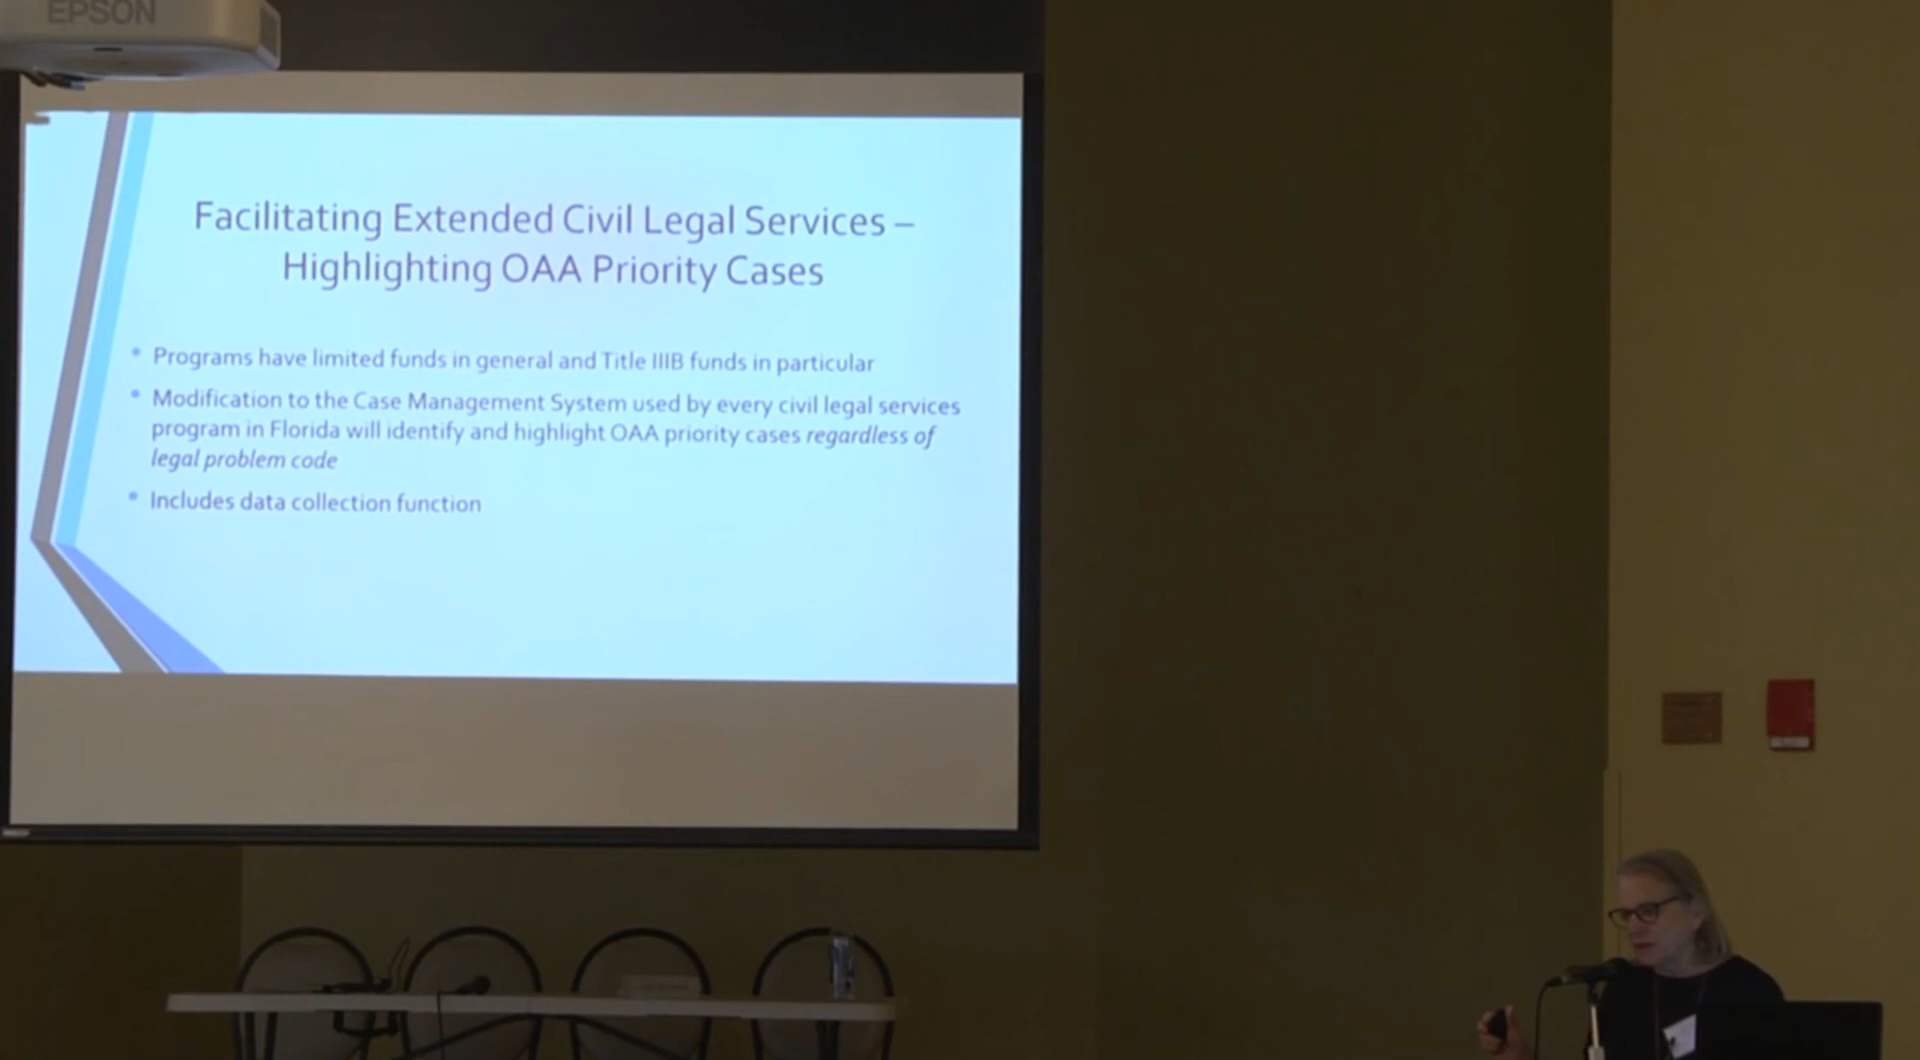 EPSON
Facilitating Extended Civil Legal Services –
Highlighting OAA Priority Cases
• Programs have limited funds in general and Title IIIB funds in particular
• Modification to the Case Management System used by every civil legal services
program in Florida will identify and highlight OAA priority cases regardless of
legal problem code
• Includes data collection function